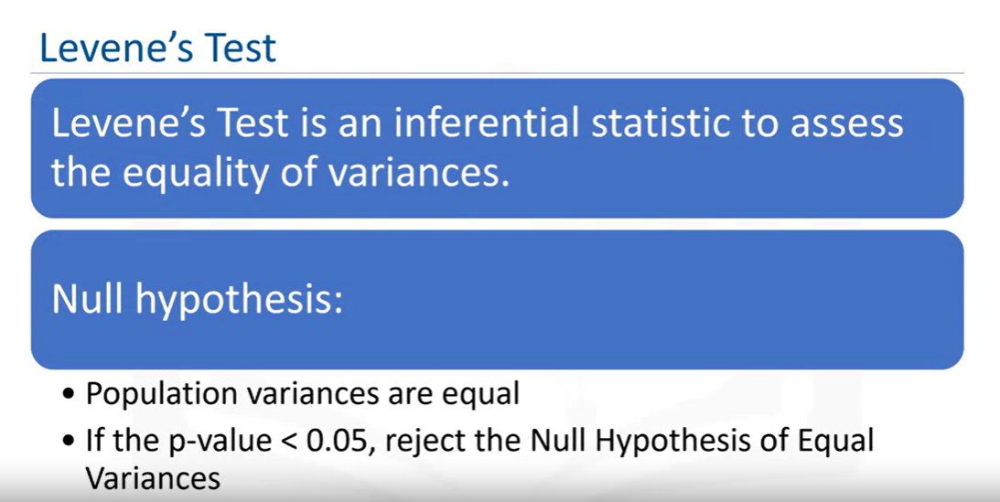 Levene’s Test
Levene’s Test is an inferential statistic to assess
the equality of variances.
Null hypothesis:
• Population variances are equal
• If the p-value < 0.05, reject the Null Hypothesis of Equal
Variances